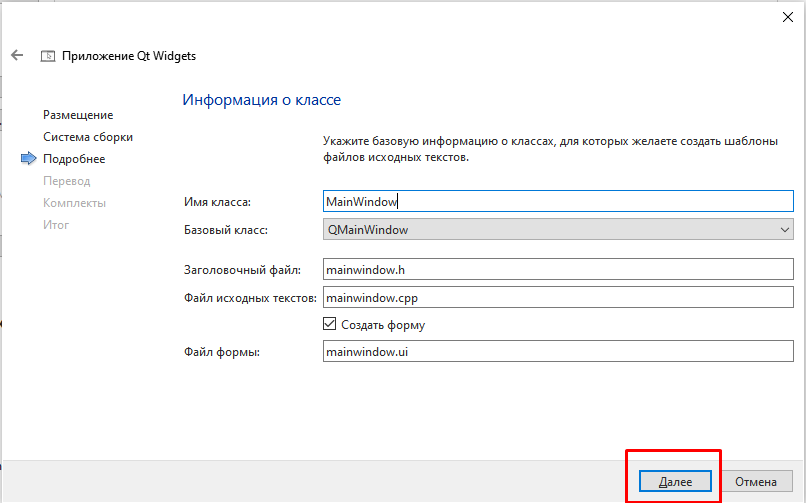 Приложение Qt Widgets
Информация о классе
Размещение
Система сборки
Подробнее
Перевод
Комплекты
Итог
Укажите базовую информацию о классах, для которых желаете создать шаблоны
файлов исходных текстов.
Имя класса: MainWindow
Базовый класс: QMainWindow
Заголовочный файл: mainwindow.h
Файл исходных текстов: mainwindow.cpp
Создать форму
Файл формы: mainwindow.ui
Далее Отмена